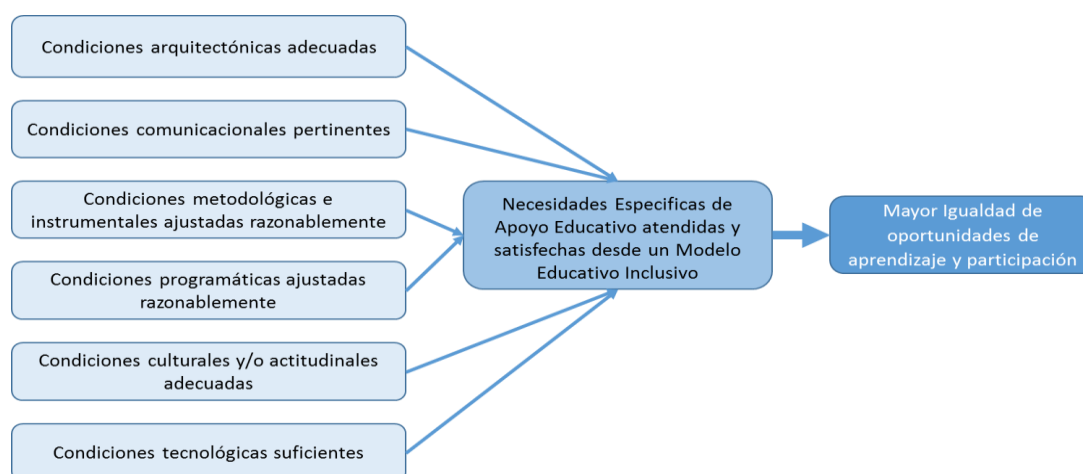 Condiciones arquitectónicas adecuadas
Condiciones comunicacionales pertinentes
Condiciones metodológicas e
instrumentales ajustadas razonablemente
Condiciones programáticas ajustadas
razonablemente
Condiciones culturales y/o actitudinales
adecuadas
Condiciones tecnológicas suficientes
Necesidades Especificas de
Apoyo Educativo atendidas y
satisfechas desde un Modelo
Educativo Inclusivo
Mayor Igualdad de
oportunidades de
aprendizaje y participación